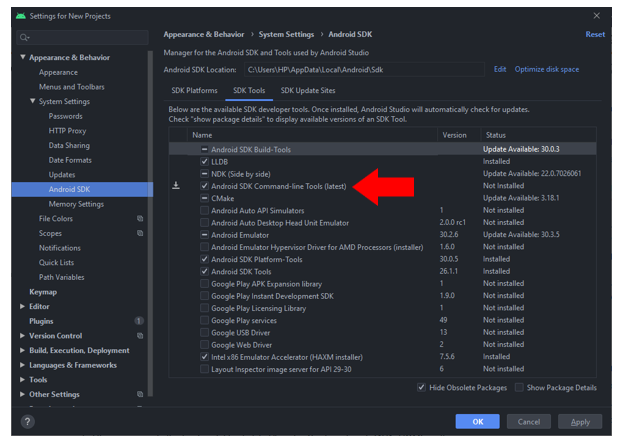 Settings for New Projects
Appearance & Behavior > System Settings > Android SDK Reset
Manager for the Android SDK and Tools used by Android Studio
Android SDK Location: C:\Users\HP\AppData\Local\Android\Sdk Edit Optimize disk space
SDK Platforms SDK Tools SDK Update Sites
Below are the available SDK developer tools. Once installed, Android Studio will automatically check for updates.
Check "show package details" to display available versions of an SDK Tool.
Name Version Status
Android SDK Build-Tools Update Available: 30.0.3
LLDB Installed
NDK (Side by side) Update Available: 22.0.7026061
Android SDK Command-line Tools (latest) Not Installed
CMake Update Available: 3.18.1
Android Auto API Simulators 1 Not installed
Android Auto Desktop Head Unit Emulator 2.0.0 rc1 Not installed
Android Emulator 30.2.6 Update Available: 30.3.5
Android Emulator Hypervisor Driver for AMD Processors (installer) 1.6.0 Not installed
Android SDK Platform-Tools 30.0.5 Installed
Android SDK Tools 26.1.1 Installed
Google Play APK Expansion library 1 Not installed
Google Play Instant Development SDK 1.9.0 Not installed
Google Play Licensing Library 1 Not installed
Google Play services 49 Not installed
Google USB Driver 13 Not installed
Google Web Driver 2 Not installed
Intel x86 Emulator Accelerator (HAXM installer) 7.5.6 Installed
Layout Inspector image server for API 29-30 6 Not installed
Hide Obsolete Packages Show Package Details
Appearance & Behavior
Appearance
Menus and Toolbars
System Settings
Passwords
HTTP Proxy
Data Sharing
Date Formats
Updates
Android SDK
Memory Settings
File Colors
Scopes
Notifications
Quick Lists
Path Variables
Keymap
Editor
Plugins 1
Version Control
Build, Execution, Deployment
Languages & Frameworks
Tools
Other Settings
? OK Cancel Apply